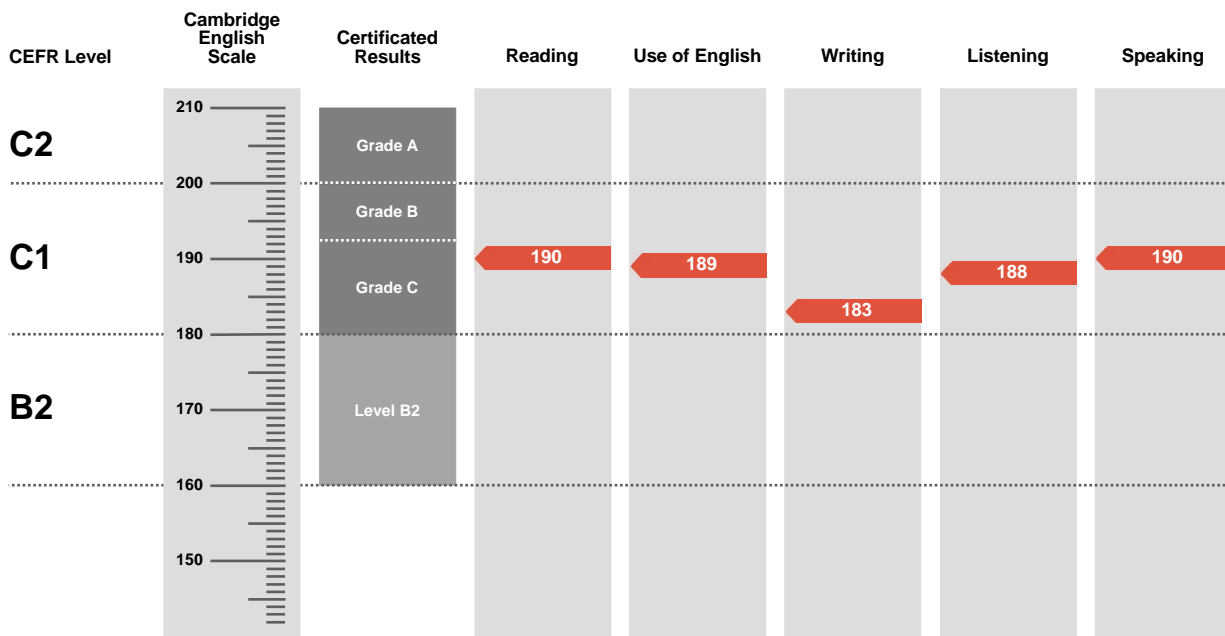 CEFR Level
Cambridge
English
Scale
Certificated
Results
Reading
Use of English
Writing
Listening
Speaking
210
C2
Grade A
200
Grade B
C1
190
190
189
183
188
190
Grade C
180
B2
170
Level B2
160
150